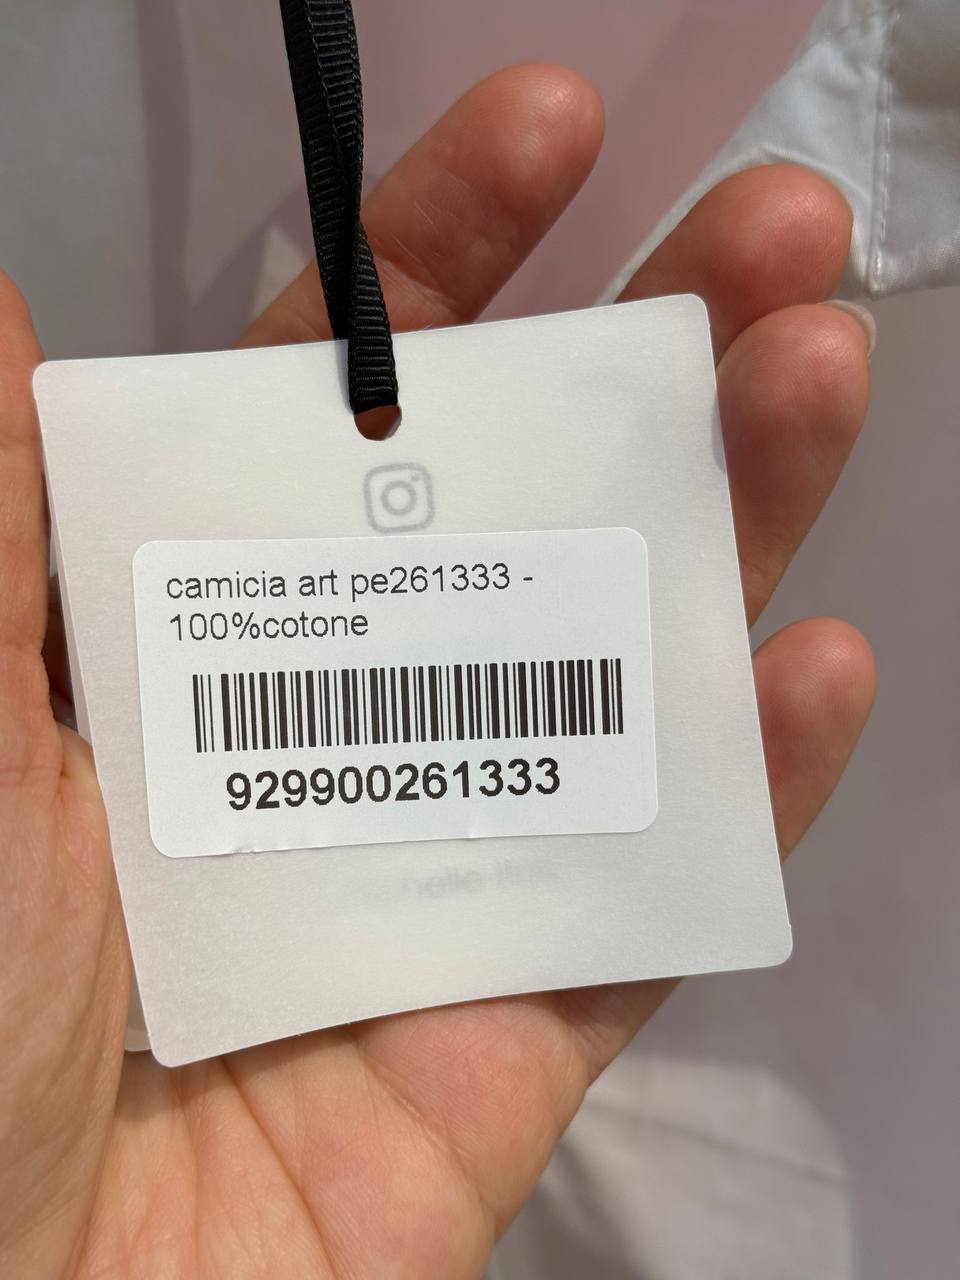 camicia art pe261333 -
100%cotone
929900261333